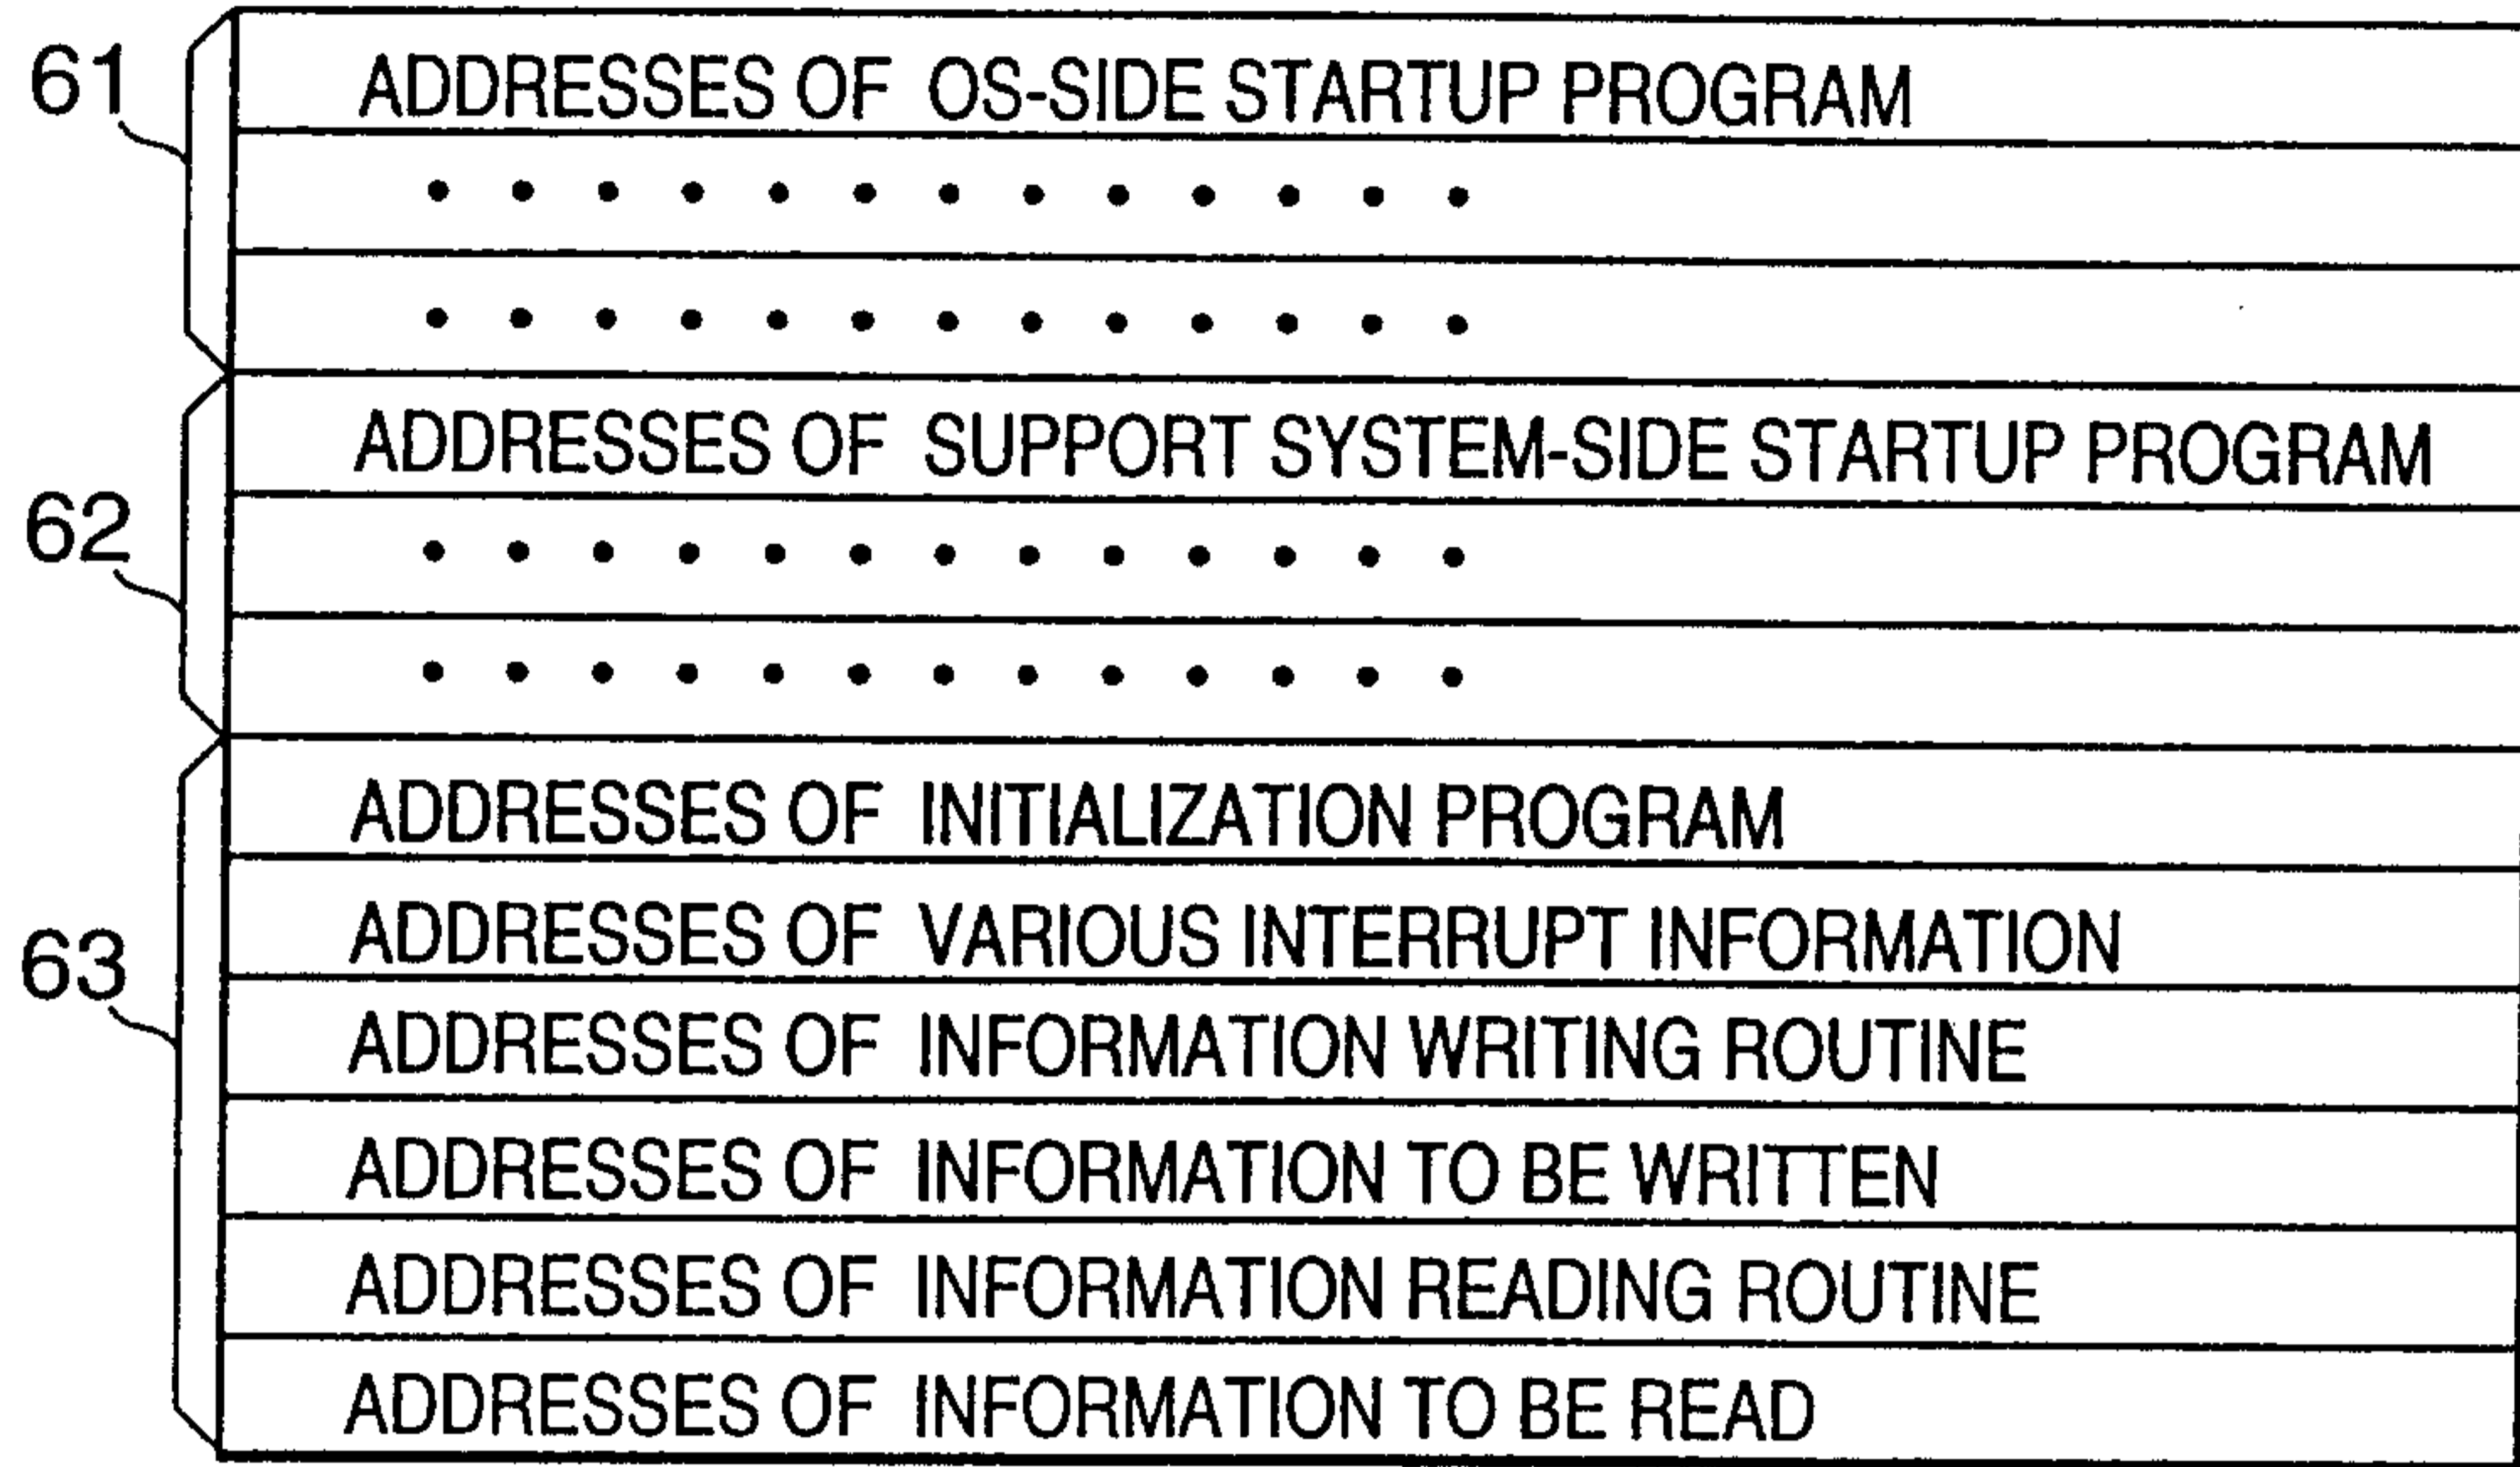 61
ADDRESSES OF OS-SIDE STARTUP PROGRAM
• • • • • • • • • • • • •
• • • • • • • • • • • • •
62
ADDRESSES OF SUPPORT SYSTEM-SIDE STARTUP PROGRAM
• • • • • • • • • • • • •
• • • • • • • • • • • • •
63
ADDRESSES OF INITIALIZATION PROGRAM
ADDRESSES OF VARIOUS INTERRUPT INFORMATION
ADDRESSES OF INFORMATION WRITING ROUTINE
ADDRESSES OF INFORMATION TO BE WRITTEN
ADDRESSES OF INFORMATION READING ROUTINE
ADDRESSES OF INFORMATION TO BE READ